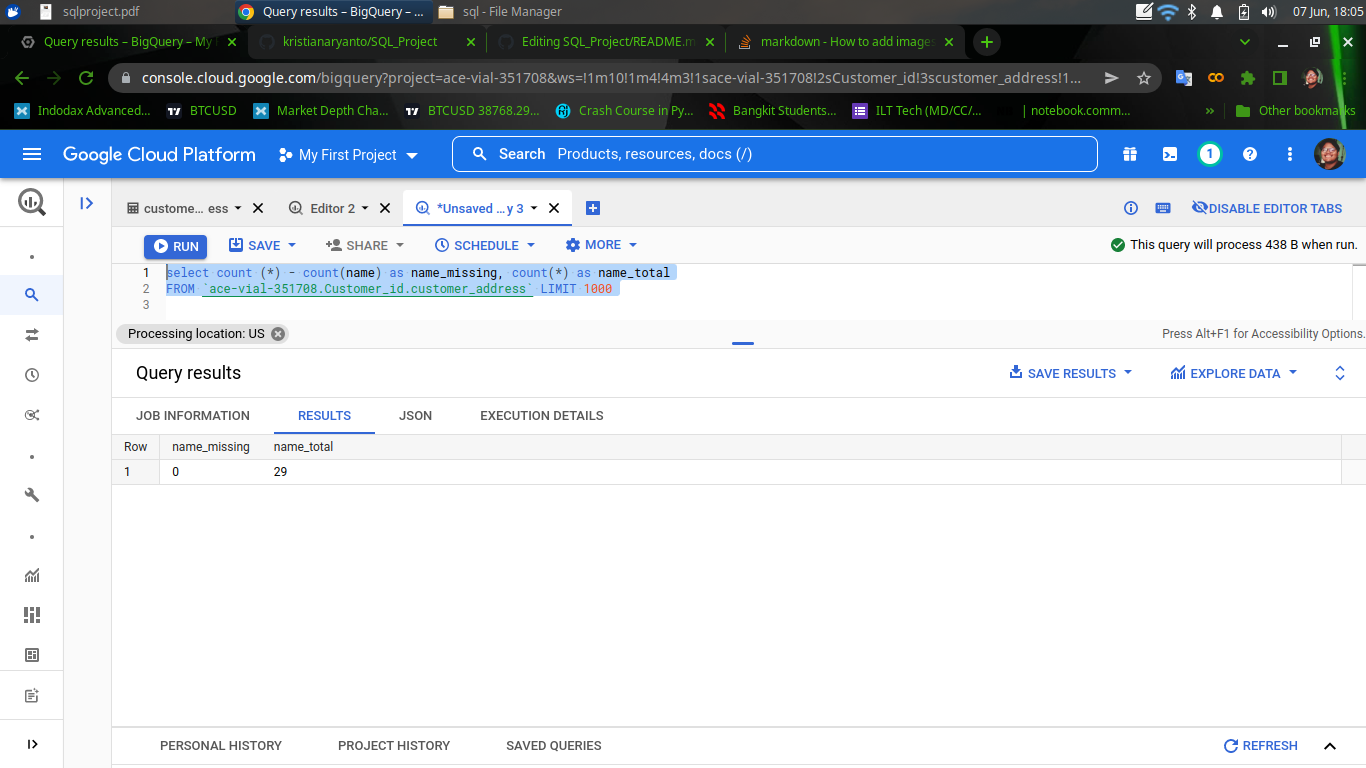 sqlproject.pdf
Query results – BigQuery – ...
sql - File Manager
07 Jun, 18:05
Query results – BigQuery – My
kristianaryanto/SQL_Project
Editing SQL_Project/README.m
markdown - How to add images
console.cloud.google.com/bigquery?project=ace-vial-351708&ws=!1m10!1m4!4m3!1sace-vial-351708!2sCustomer_id!3scustomer_address!1...
Indodax Advanced...
BTCUSD
Market Depth Cha...
BTCUSD 38768.29...
Crash Course in Py...
Bangkit Students...
ILT Tech (MD/CC/...
| notebook.comm...
»
Other bookmarks
Google Cloud Platform
My First Project
Search Products, resources, docs (/)
1
custome... ess
Editor 2
*Unsaved ...y 3
DISABLE EDITOR TABS
RUN
SAVE
SHARE
SCHEDULE
MORE
This query will process 438 B when run.
1 select count (*) - count(name) as name_missing, count(*) as name_total
2 FROM `ace-vial-351708.Customer_id.customer_address` LIMIT 1000
3
Processing location: US
Press Alt+F1 for Accessibility Options.
Query results
SAVE RESULTS
EXPLORE DATA
JOB INFORMATION
RESULTS
JSON
EXECUTION DETAILS
Row name_missing name_total
1 0 29
PERSONAL HISTORY
PROJECT HISTORY
SAVED QUERIES
REFRESH